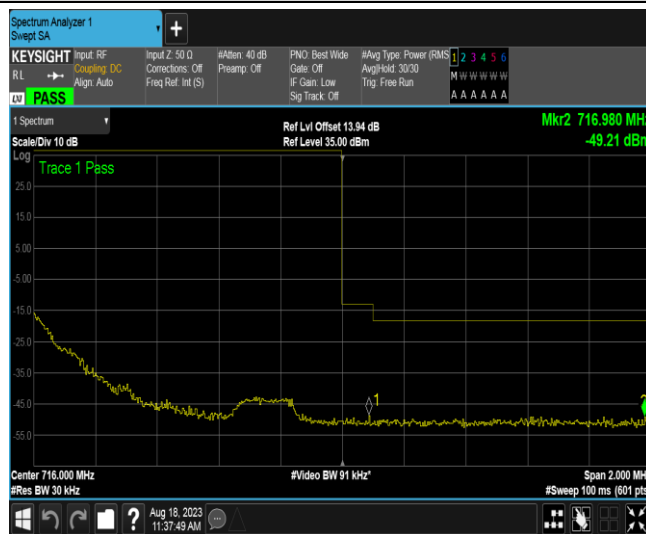 Spectrum Analyzer 1
Swept SA
+
KEYSIGHT
RL
LXI PASS
Input: RF
Coupling: DC
Align: Auto
Input Z: 50 Ω
Corrections: Off
Freq Ref: Int (S)
#Atten: 40 dB
Preamp: Off
PNO: Best Wide
Gate: Off
IF Gain: Low
Sig Track: Off
#Avg Type: Power (RMS
Avg|Hold: 30/30
Trig: Free Run
1 2 3 4 5 6
M W W W W W
A A A A A A
1 Spectrum
Scale/Div 10 dB
Ref Lvl Offset 13.94 dB
Ref Level 35.00 dBm
Mkr2 716.980 MHz
-49.21 dBm
Log
Trace 1 Pass
25.0
15.0
5.00
-5.00
-15.0
-25.0
-35.0
-45.0
-55.0
1
Center 716.000 MHz
#Res BW 30 kHz
#Video BW 91 kHz*
Span 2.000 MH
#Sweep 100 ms (601 pts
?
Aug 18, 2023
11:37:49 AM